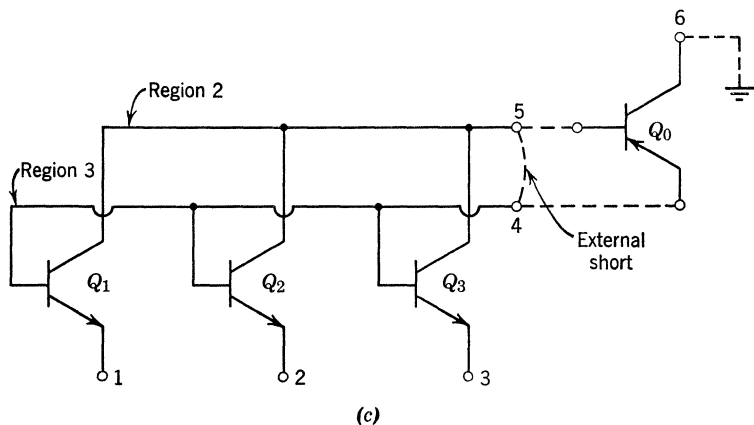 6
Region 2
5
Q0
Region 3
4
External
short
Q1
Q2
Q3
1
2
3
(c)